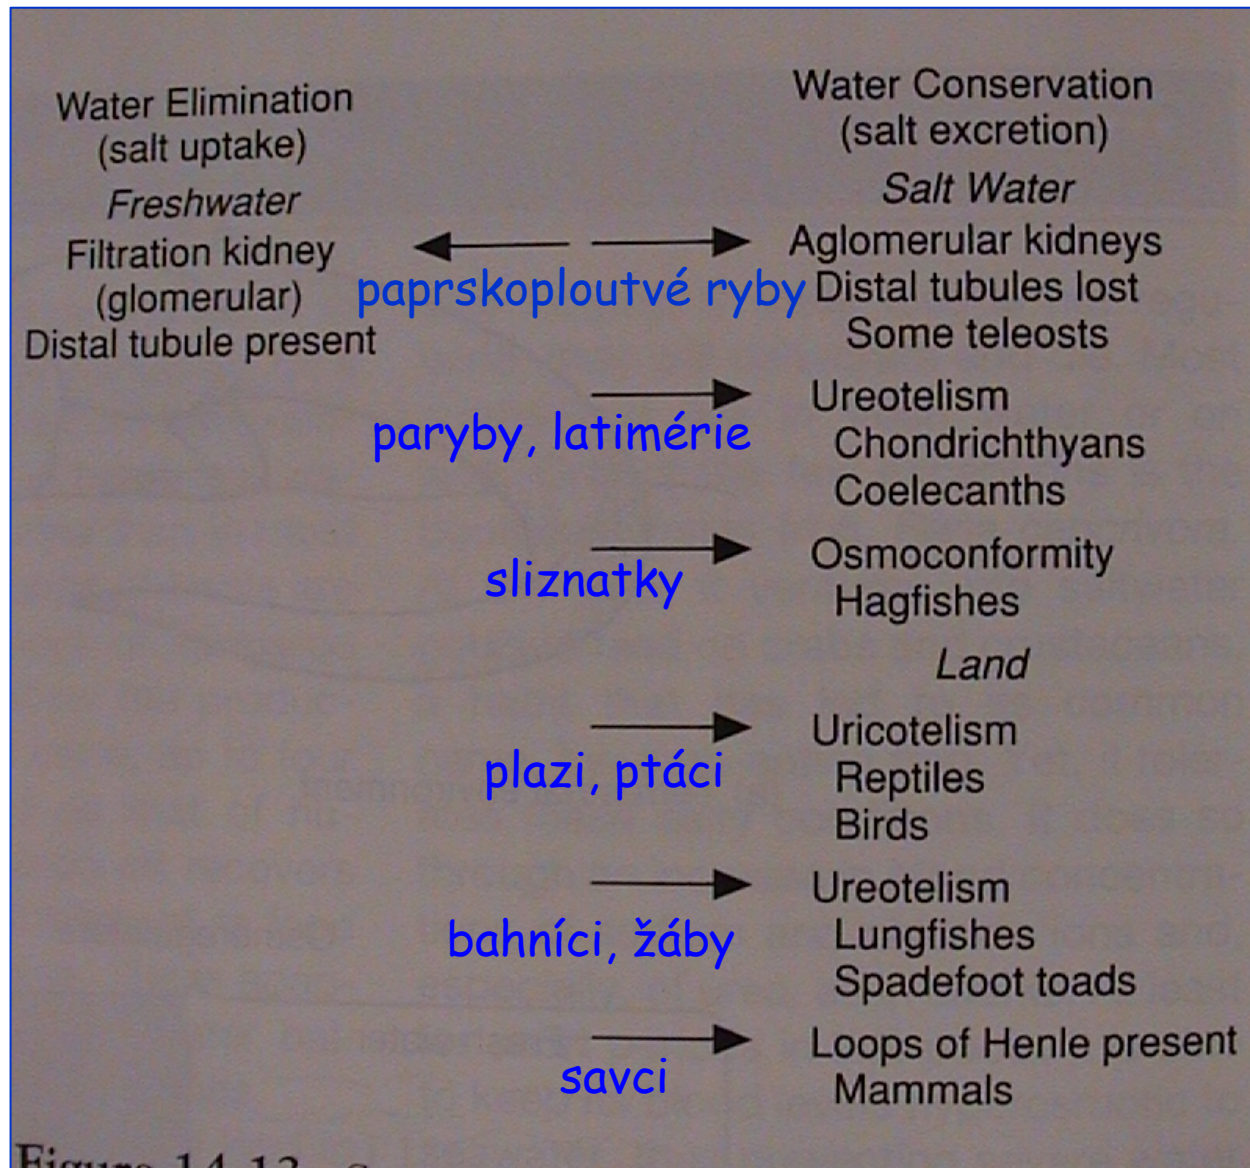 Water Elimination
(salt uptake)
Freshwater
Filtration kidney
(glomerular)
Distal tubule present
Water Conservation
(salt excretion)
Salt Water
Aglomerular kidneys
Distal tubules lost
Some teleosts
paprskoploutvé ryby
Ureotelism
Chondrichthyans
Coelecanths
paryby, latimérie
Osmoconformity
Hagfishes
sliznatky
Land
Uricotelism
Reptiles
Birds
plazi, ptáci
Ureotelism
Lungfishes
Spadefoot toads
bahníci, žáby
Loops of Henle present
Mammals
savci